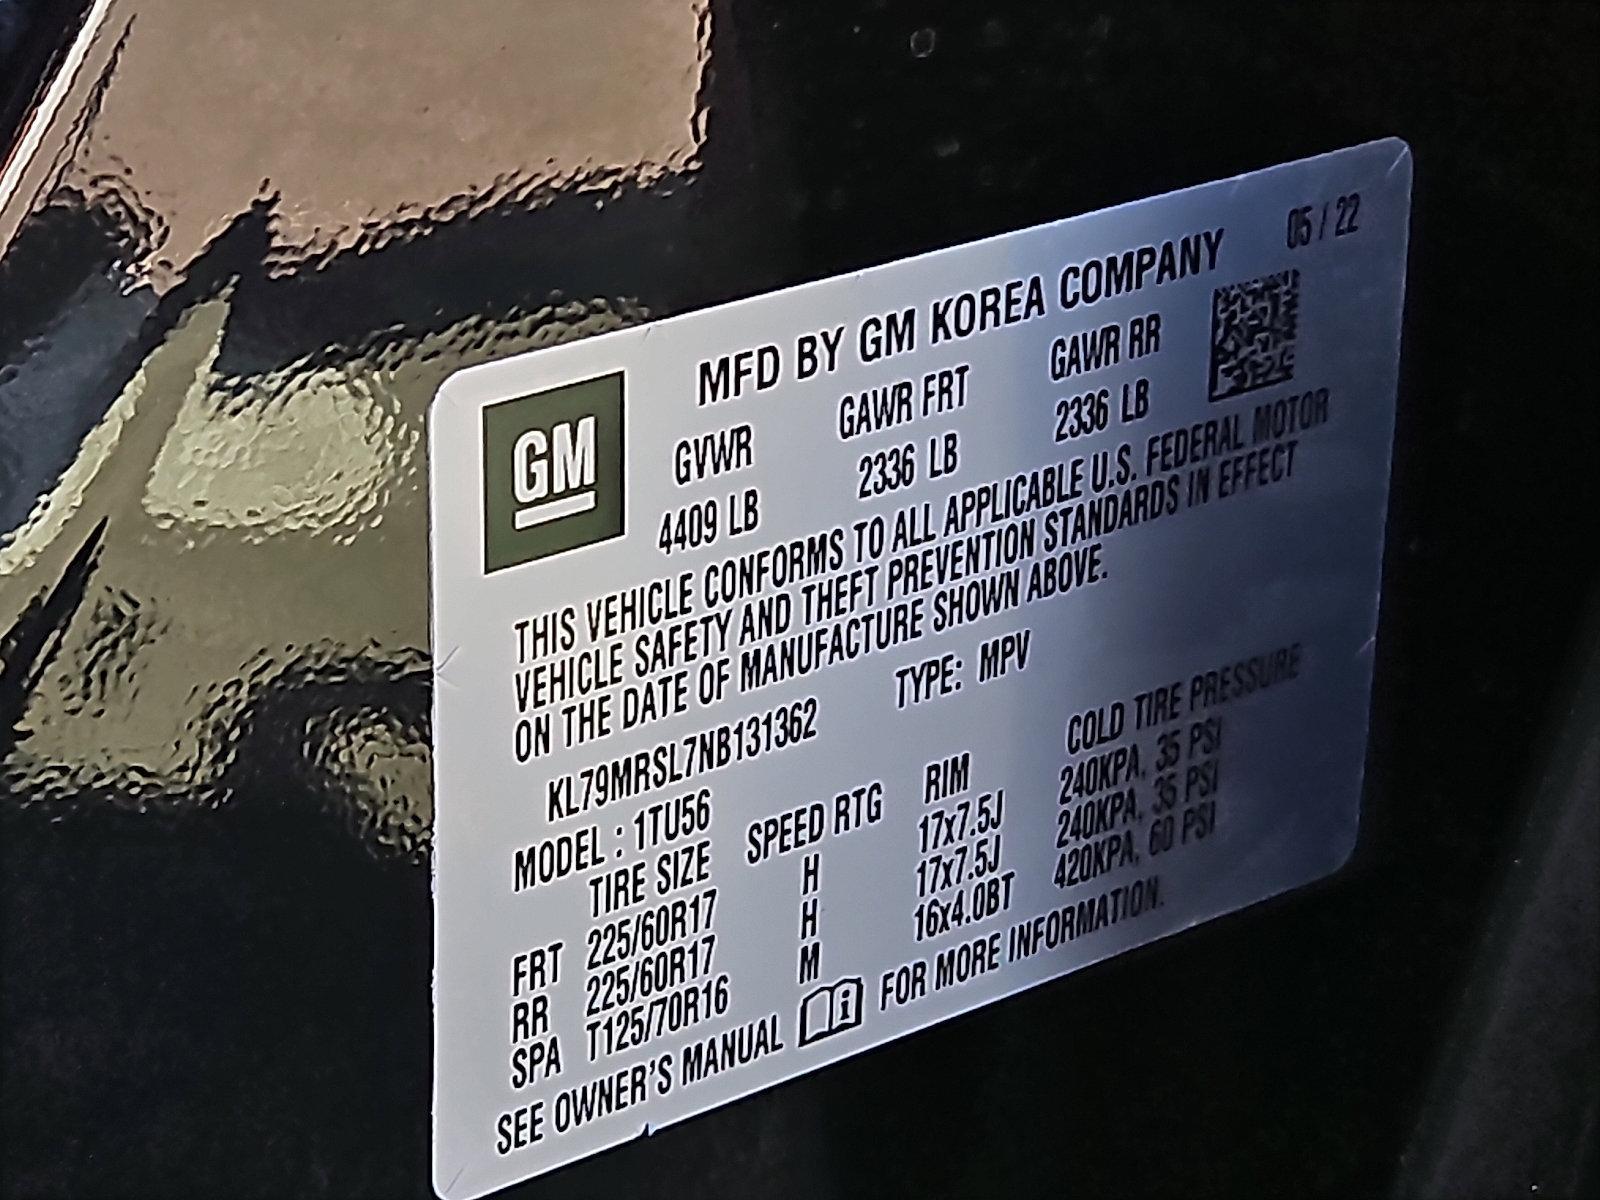 05 / 22
MFD BY GM KOREA COMPANY
GM
GVWR GAWR FRT GAWR RR
4409 LB 2336 LB 2336 LB
THIS VEHICLE CONFORMS TO ALL APPLICABLE U.S. FEDERAL MOTOR
VEHICLE SAFETY AND THEFT PREVENTION STANDARDS IN EFFECT
ON THE DATE OF MANUFACTURE SHOWN ABOVE.
KL79MRSL7NB131362 TYPE: MPV
MODEL : 1TU56
TIRE SIZE SPEED RTG RIM COLD TIRE PRESSURE
FRT 225/60R17 H 17x7.5J 240KPA, 35 PSI
RR 225/60R17 H 17x7.5J 240KPA, 35 PSI
SPA T125/70R16 M 16x4.0BT 420KPA, 60 PSI
SEE OWNER'S MANUAL FOR MORE INFORMATION.